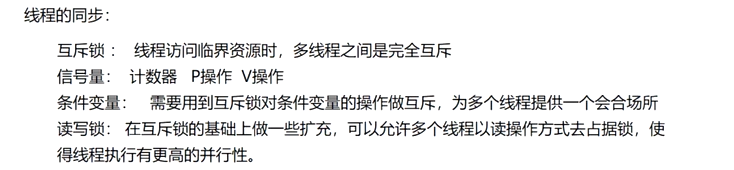 线程的同步：
互斥锁： 线程访问临界资源时，多线程之间是完全互斥
信号量： 计数器 P操作 V操作
条件变量： 需要用到互斥锁对条件变量的操作做互斥，为多个线程提供一个会合场所
读写锁： 在互斥锁的基础上做一些扩充，可以允许多个线程以读操作方式去占据锁，使
得线程执行有更高的并行性。